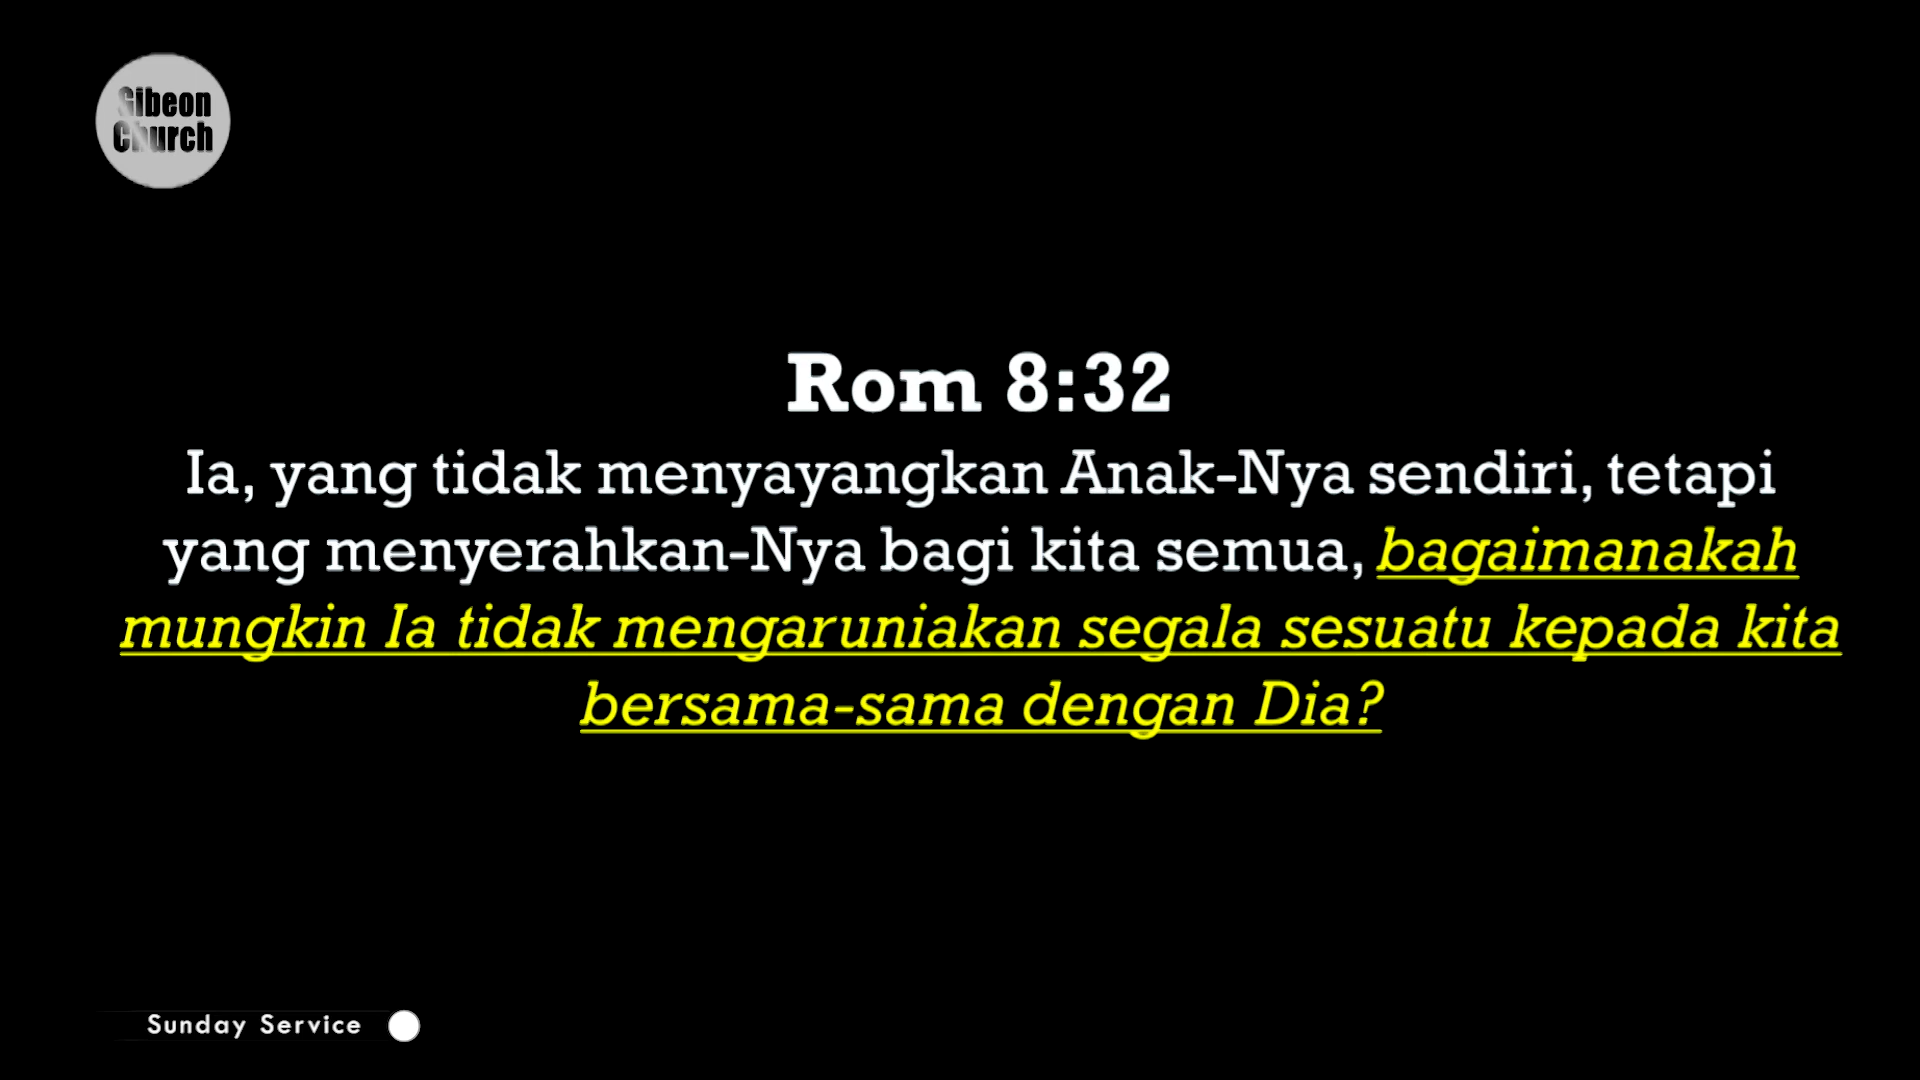 Gibeon
Church
Rom 8:32
Ia, yang tidak menyayangkan Anak-Nya sendiri, tetapi
yang menyerahkan-Nya bagi kita semua, bagaimanakah
mungkin Ia tidak mengaruniakan segala sesuatu kepada kita
bersama-sama dengan Dia?
Sunday Service